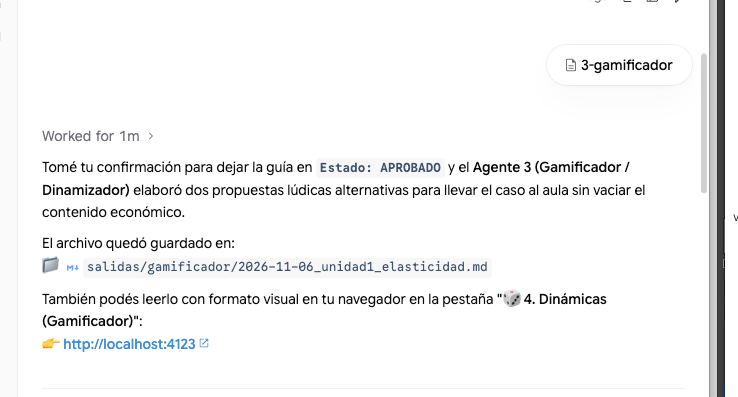 3-gamificador
Worked for 1m
Tomé tu confirmación para dejar la guía en Estado: APROBADO y el Agente 3 (Gamificador /
Dinamizador) elaboró dos propuestas lúdicas alternativas para llevar el caso al aula sin vaciar el
contenido económico.
El archivo quedó guardado en:
M↓ salidas/gamificador/2026-11-06_unidad1_elasticidad.md
También podés leerlo con formato visual en tu navegador en la pestaña "🎲 4. Dinámicas
(Gamificador)":
👉 http://localhost:4123